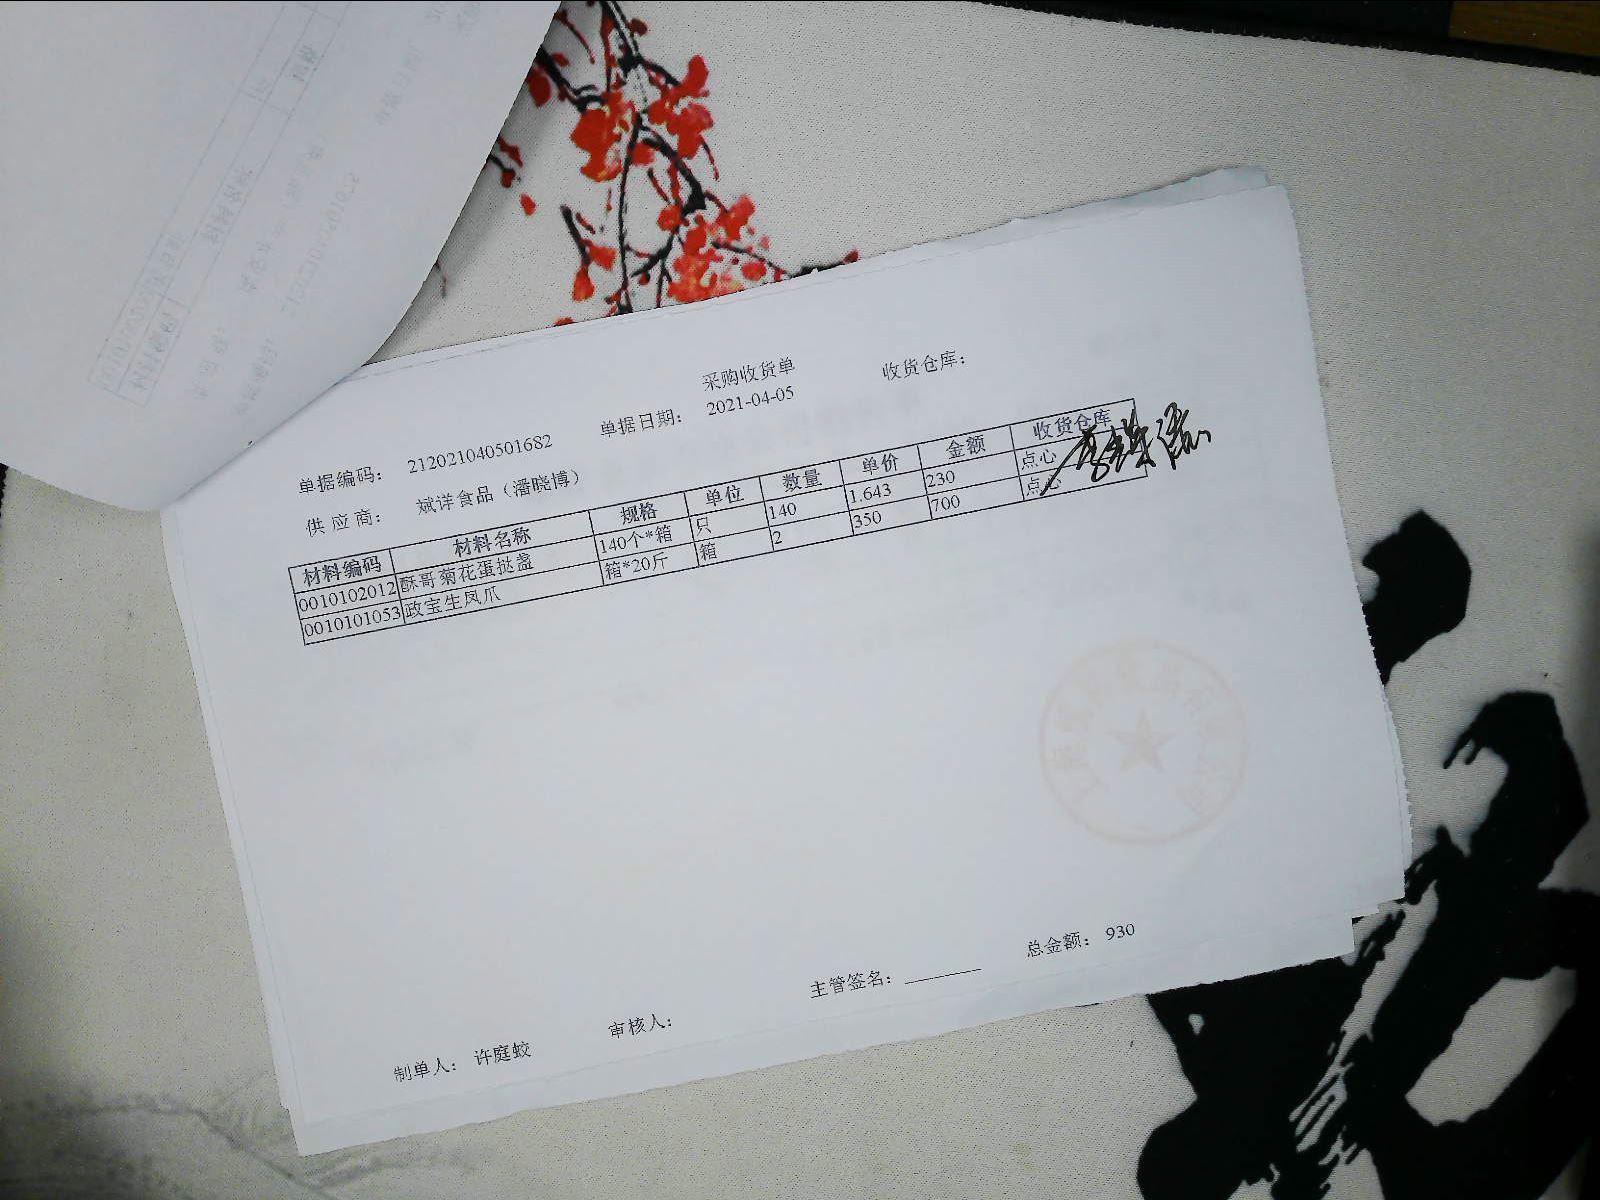 采购收货单
收货仓库：
单据编码： 212021040501682 单据日期： 2021-04-05
供 应 商： 斌详食品（潘晓博）
材料编码 材料名称 规格 单位 数量 单价 金额 收货仓库
0010102012 酥哥菊花蛋挞盏 140个*箱 只 140 1.643 230 点心
0010101053 政宝生凤爪 箱*20斤 箱 2 350 700 点心
总金额： 930
主管签名：
审核人：
制单人： 许庭蛟